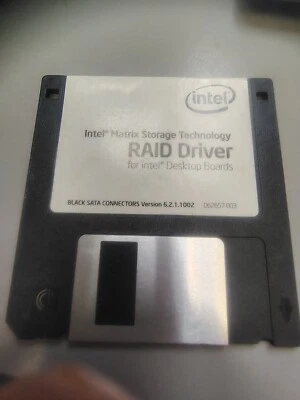 intel
Intel® Matrix Storage Technology
RAID Driver
for Intel® Desktop Boards
BLACK SATA CONNECTORS Version 6.2.1.1002